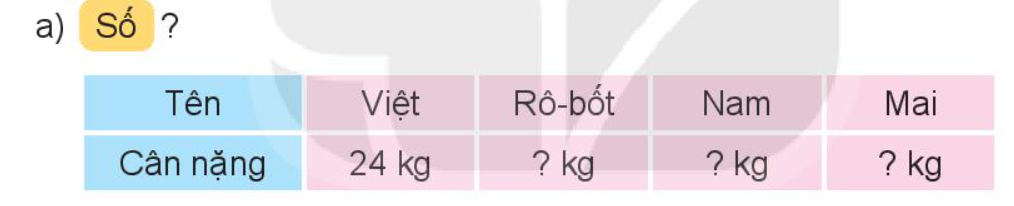 a) Số ?
Tên Việt Rô-bốt Nam Mai
Cân nặng 24 kg ? kg ? kg ? kg